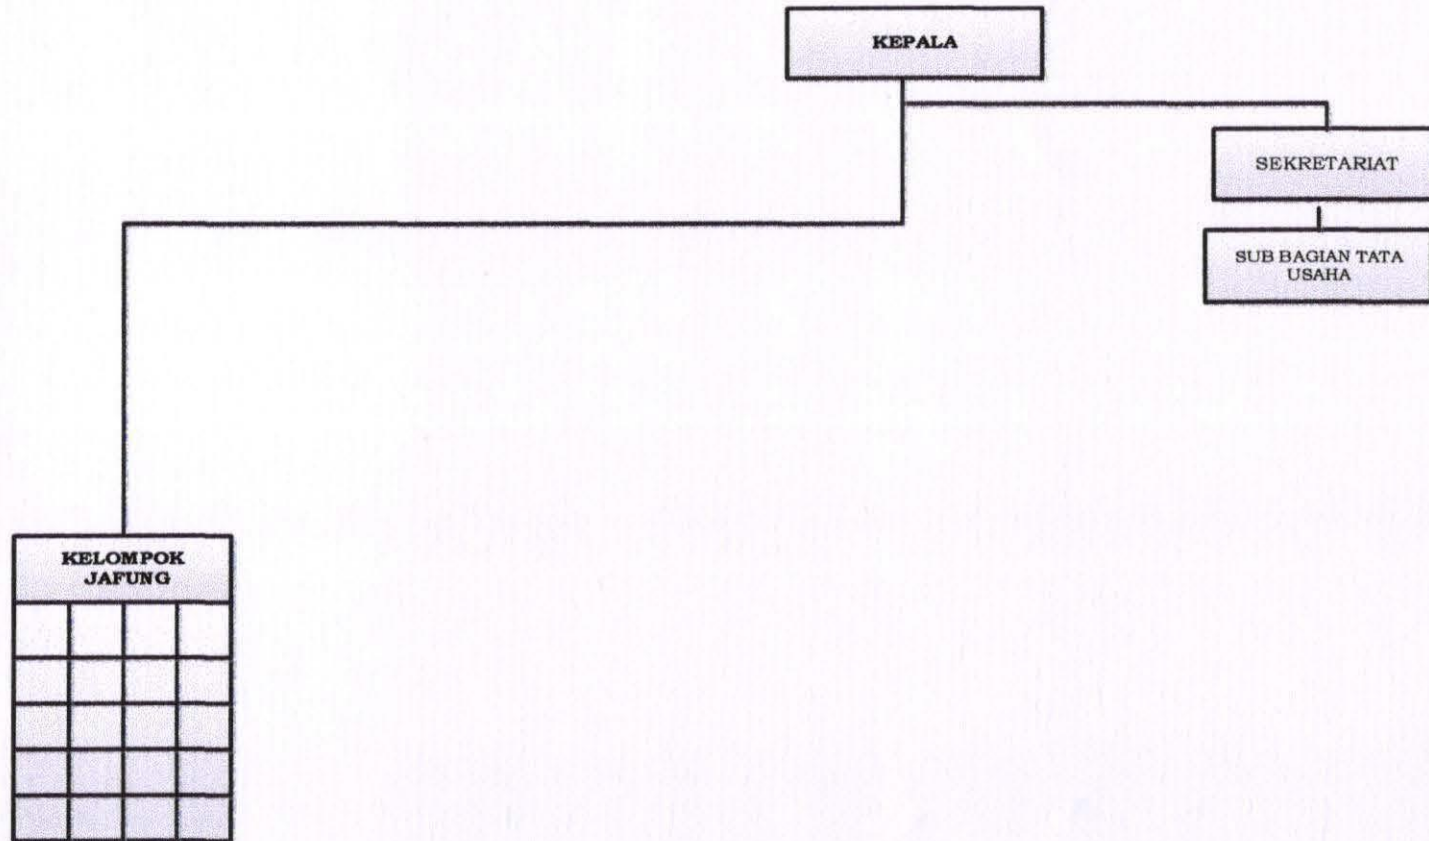 KEPALA
SEKRETARIAT
SUB BAGIAN TATA
USAHA
KELOMPOK
JAFUNG